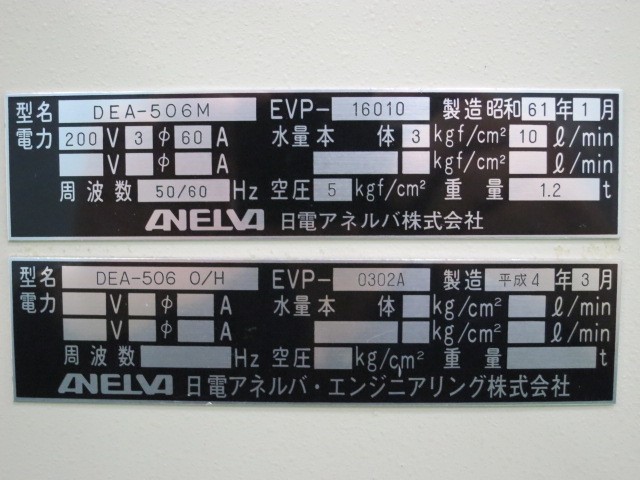 型名 DEA-506M EVP- 16010 製造 昭和 61 年 1 月
電力 200 V 3 φ 60 A 水量 本 体 3 kgf/cm² 10 ℓ/min
V φ A kgf/cm² ℓ/min
周波数 50/60 Hz 空圧 5 kgf/cm² 重量 1.2 t
ANELVA 日電アネルバ株式会社
型名 DEA-506 O/H EVP- 0302A 製造 平成4 年 3 月
電力 V φ A 水量 本 体 kg/cm² ℓ/min
V φ A kg/cm² ℓ/min
周波数 Hz 空圧 kg/cm² 重量 t
ANELVA 日電アネルバ・エンジニアリング株式会社